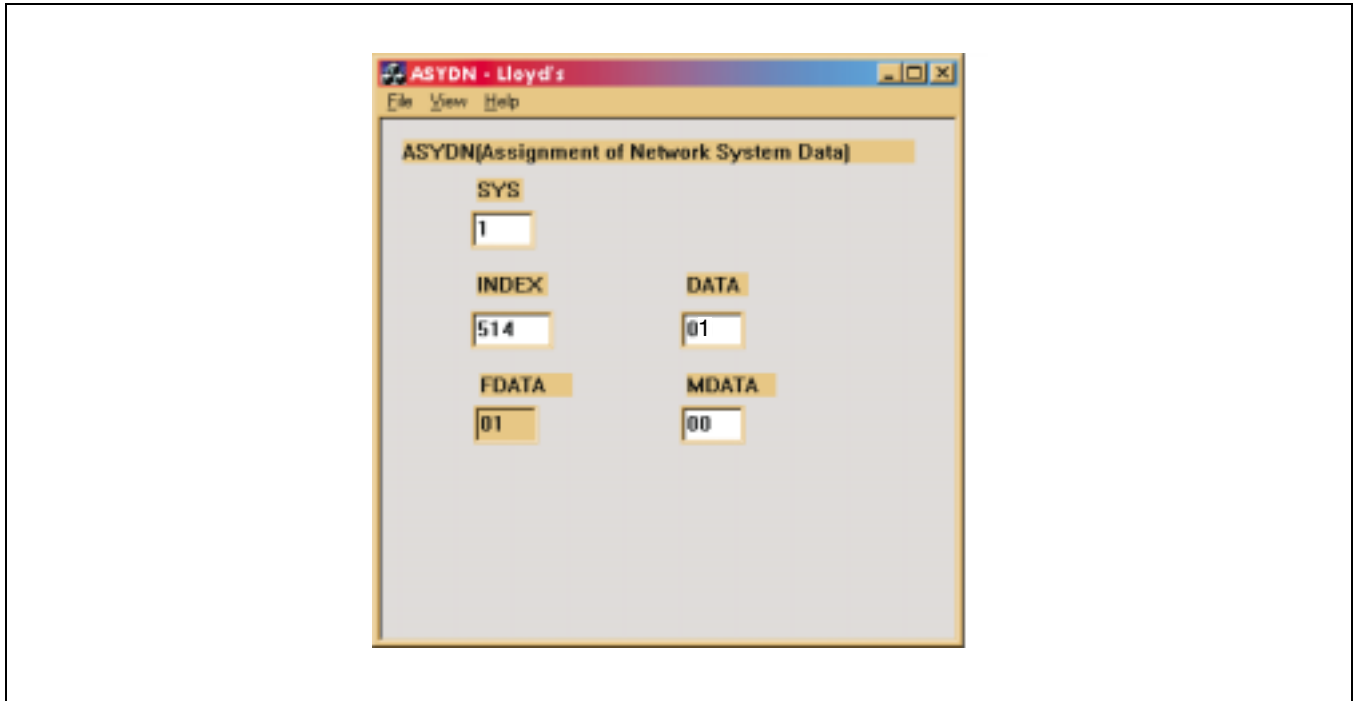 ASYDN - Lloyd's
File View Help
ASYDN(Assignment of Network System Data)
SYS
1
INDEX DATA
514 01
FDATA MDATA
01 00